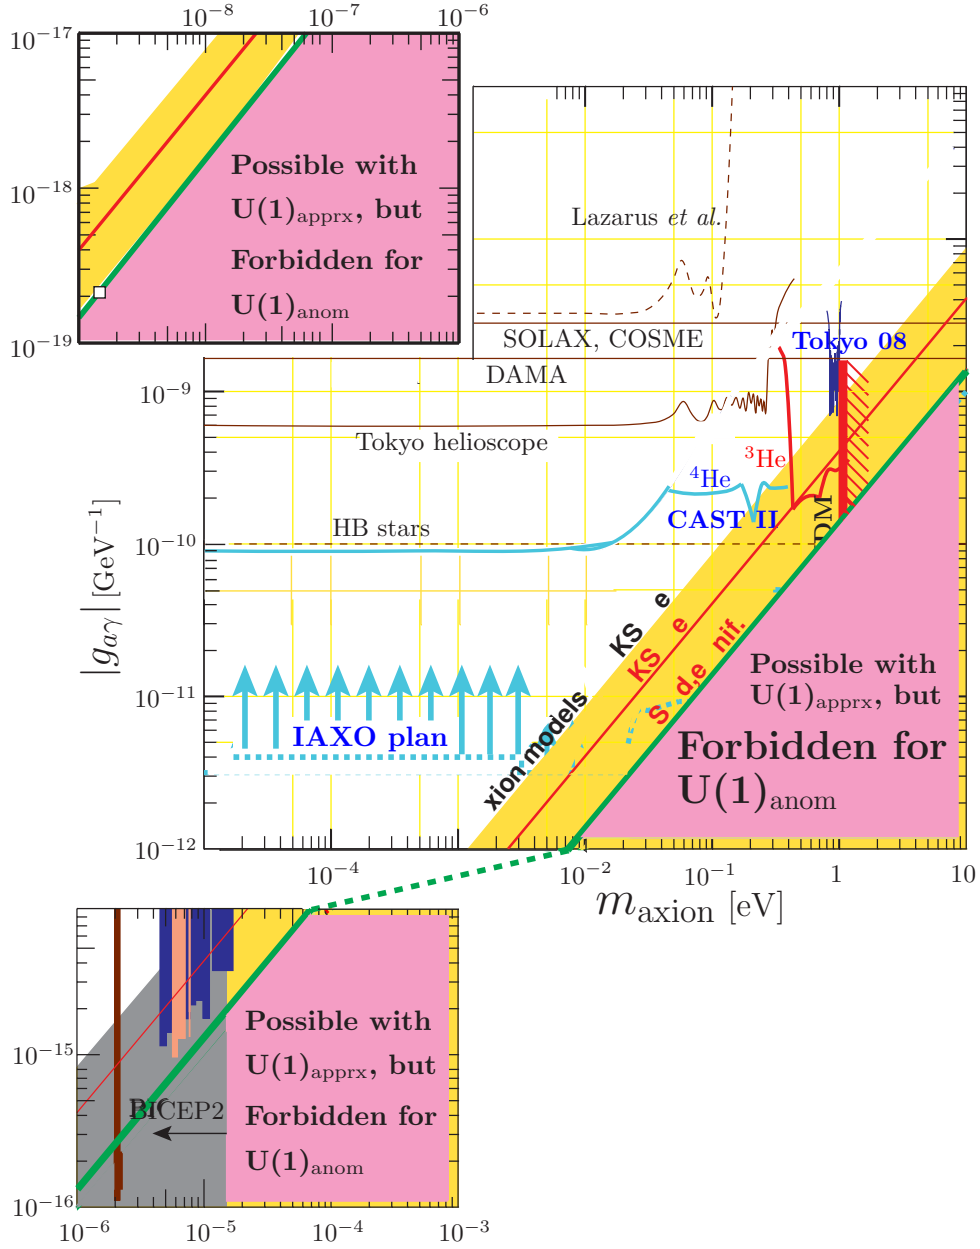 10⁻⁸ 10⁻⁷ 10⁻⁶
10⁻¹⁷
10⁻¹⁸
10⁻¹⁹
Possible with
U(1)apprx, but
Forbidden for
U(1)anom
Lazarus et al.
SOLAX, COSME
Tokyo 08
DAMA
10⁻⁹
Tokyo helioscope
³He
⁴He
CAST II
HB stars
DM
10⁻¹⁰
|gₐᵧ| [GeV⁻¹]
KS e
KS e
S d,e nif.
xion models
10⁻¹¹
IAXO plan
Possible with
U(1)apprx, but
Forbidden for
U(1)anom
10⁻¹²
10⁻⁴ 10⁻² 10⁻¹ 1 10
maxion [eV]
10⁻¹⁵
10⁻¹⁶
BICEP2
Possible with
U(1)apprx, but
Forbidden for
U(1)anom
10⁻⁶ 10⁻⁵ 10⁻⁴ 10⁻³